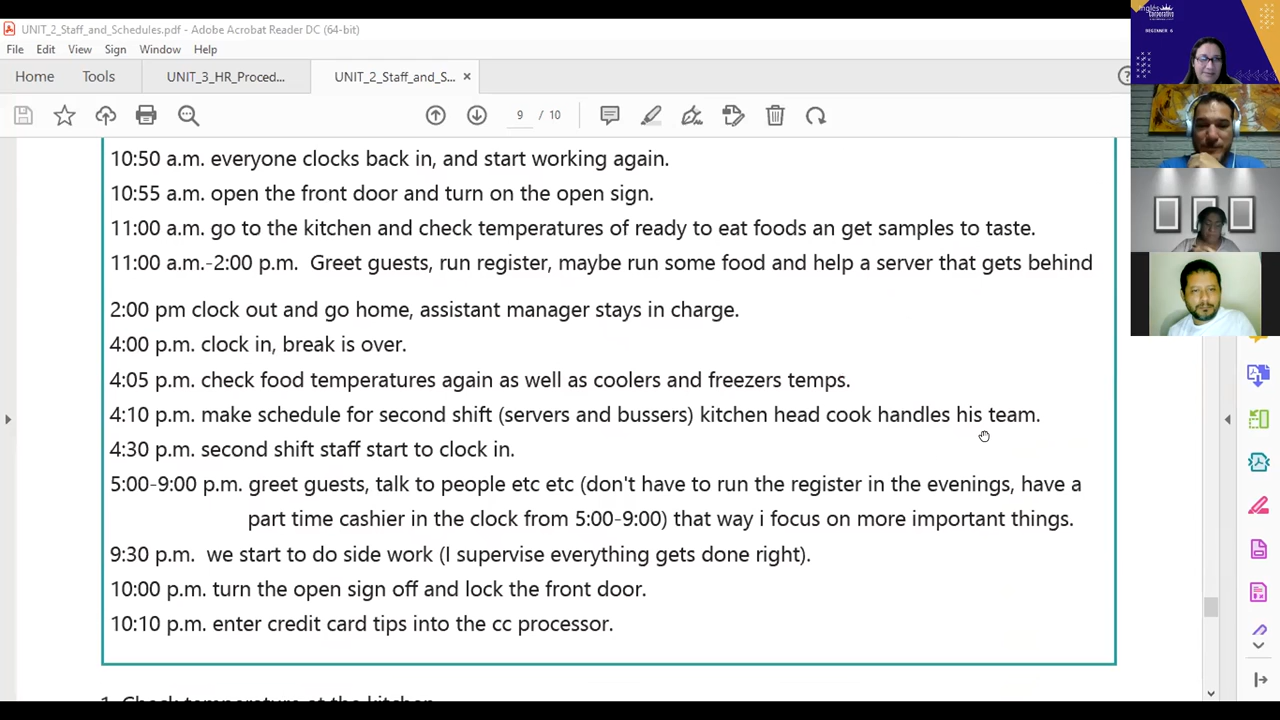 UNIT_2_Staff_and_Schedules.pdf - Adobe Acrobat Reader DC (64-bit)
File Edit View Sign Window Help
Home Tools UNIT_3_HR_Proced... UNIT_2_Staff_and_S... ×
9 / 10
10:50 a.m. everyone clocks back in, and start working again.
10:55 a.m. open the front door and turn on the open sign.
11:00 a.m. go to the kitchen and check temperatures of ready to eat foods an get samples to taste.
11:00 a.m.-2:00 p.m. Greet guests, run register, maybe run some food and help a server that gets behind
2:00 pm clock out and go home, assistant manager stays in charge.
4:00 p.m. clock in, break is over.
4:05 p.m. check food temperatures again as well as coolers and freezers temps.
4:10 p.m. make schedule for second shift (servers and bussers) kitchen head cook handles his team.
4:30 p.m. second shift staff start to clock in.
5:00-9:00 p.m. greet guests, talk to people etc etc (don't have to run the register in the evenings, have a
part time cashier in the clock from 5:00-9:00) that way i focus on more important things.
9:30 p.m. we start to do side work (I supervise everything gets done right).
10:00 p.m. turn the open sign off and lock the front door.
10:10 p.m. enter credit card tips into the cc processor.
1. Check temperature at the kitchen
inglés
corporativo
BEGINNER 6